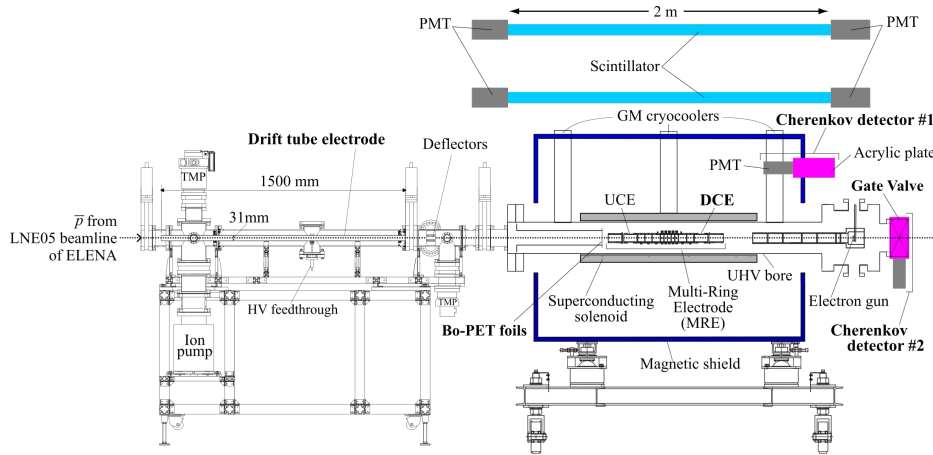 2 m
PMT
PMT
Scintillator
GM cryocoolers
Cherenkov detector #1
PMT
Acrylic plate
Gate Valve
Deflectors
Drift tube electrode
TMP
1500 mm
31mm
p̅ from
LNE05 beamline
of ELENA
UCE
DCE
HV feedthrough
TMP
Ion
pump
Bo-PET foils
Superconducting
solenoid
Multi-Ring
Electrode
(MRE)
UHV bore
Electron gun
Cherenkov
detector #2
Magnetic shield